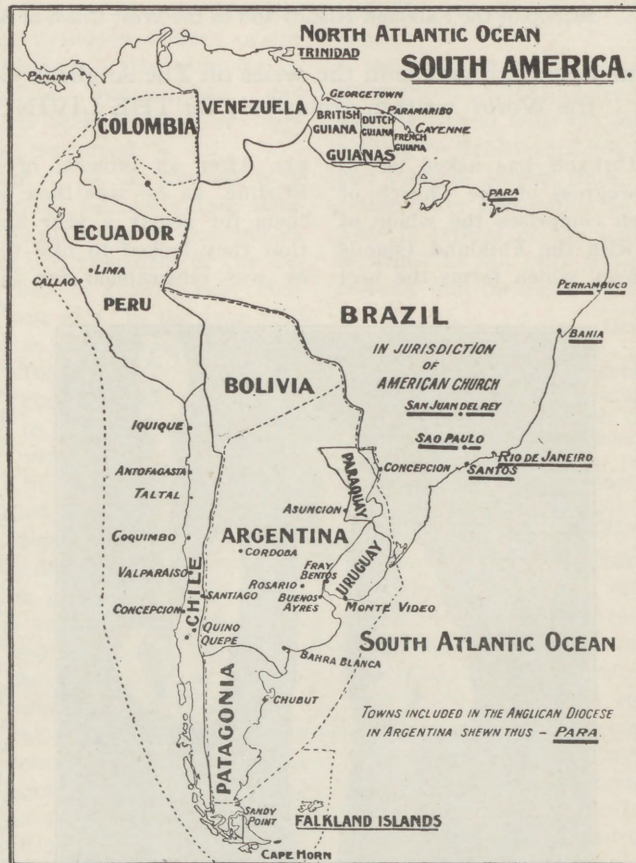 NORTH ATLANTIC OCEAN
TRINIDAD
SOUTH AMERICA.
PANAMA
GEORGETOWN
VENEZUELA
PARAMARIBO
COLOMBIA
BRITISH
GUIANA
DUTCH
GUIANA
CAYENNE
FRENCH
GUIANA
GUIANAS
PARA
ECUADOR
LIMA
CALLAO
PERU
PERNAMBUCO
BRAZIL
BAHIA
IN JURISDICTION
OF
AMERICAN CHURCH
BOLIVIA
SAN JUAN DEL REY
IQUIQUE
SAO PAULO
RIO DE JANEIRO
ANTOFAGASTA
PARAGUAY
CONCEPCION
SANTOS
TALTAL
ASUNCION
COQUIMBO
ARGENTINA
CORDOBA
FRAY
BENTOS
URUGUAY
VALPARAISO
CHILE
ROSARIO
SANTIAGO
BUENOS
AYRES
MONTE VIDEO
CONCEPCION
QUINO
QUEPE
SOUTH ATLANTIC OCEAN
BAHRA BLANCA
PATAGONIA
CHUBUT
TOWNS INCLUDED IN THE ANGLICAN DIOCESE
IN ARGENTINA SHEWN THUS - PARA.
SANDY
POINT
FALKLAND ISLANDS
CAPE HORN